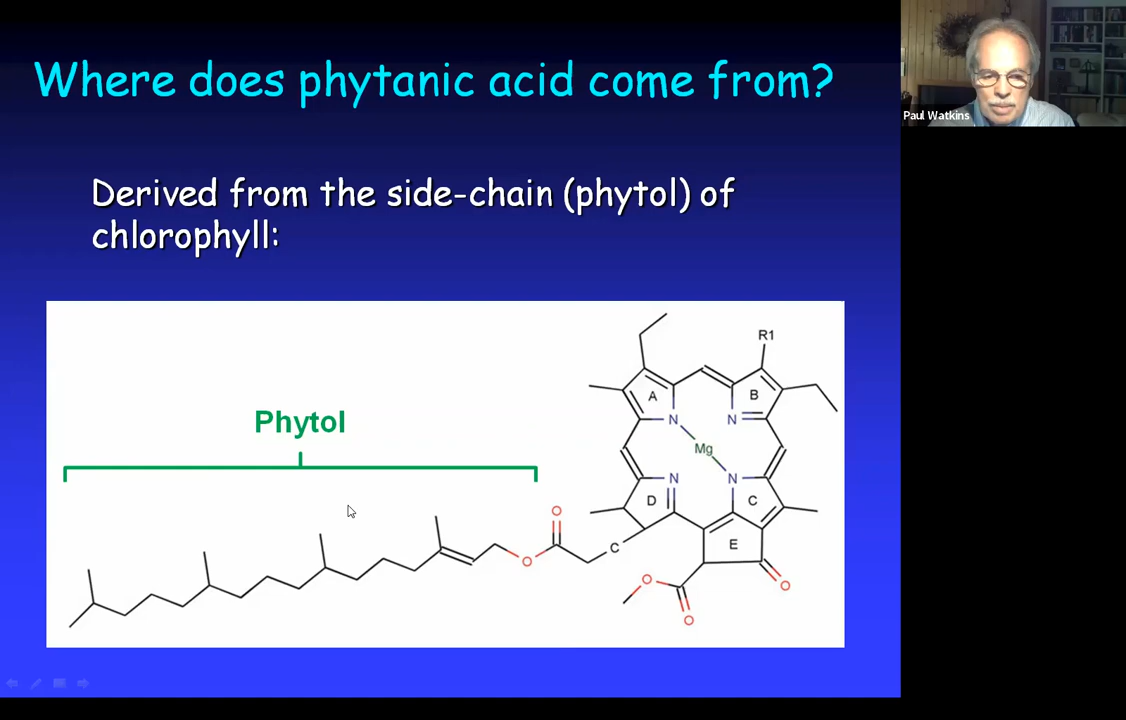 Where does phytanic acid come from?
Paul Watkins
Derived from the side-chain (phytol) of
chlorophyll:
Phytol
R1
A
B
N
N
Mg
N
N
D
C
E
O
O
C
O
O
O